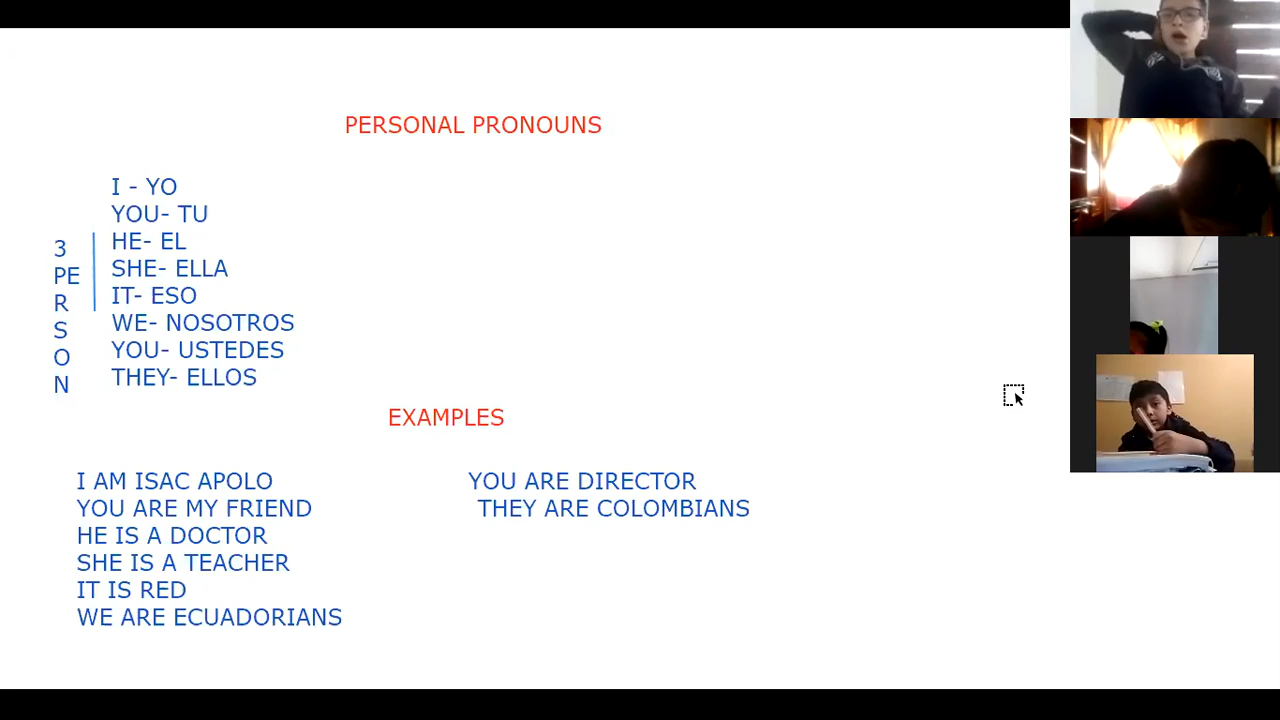 PERSONAL PRONOUNS
I - YO
YOU- TU
HE- EL
SHE- ELLA
IT- ESO
WE- NOSOTROS
YOU- USTEDES
THEY- ELLOS
3
PE
R
S
O
N
EXAMPLES
I AM ISAC APOLO
YOU ARE MY FRIEND
HE IS A DOCTOR
SHE IS A TEACHER
IT IS RED
WE ARE ECUADORIANS
YOU ARE DIRECTOR
THEY ARE COLOMBIANS